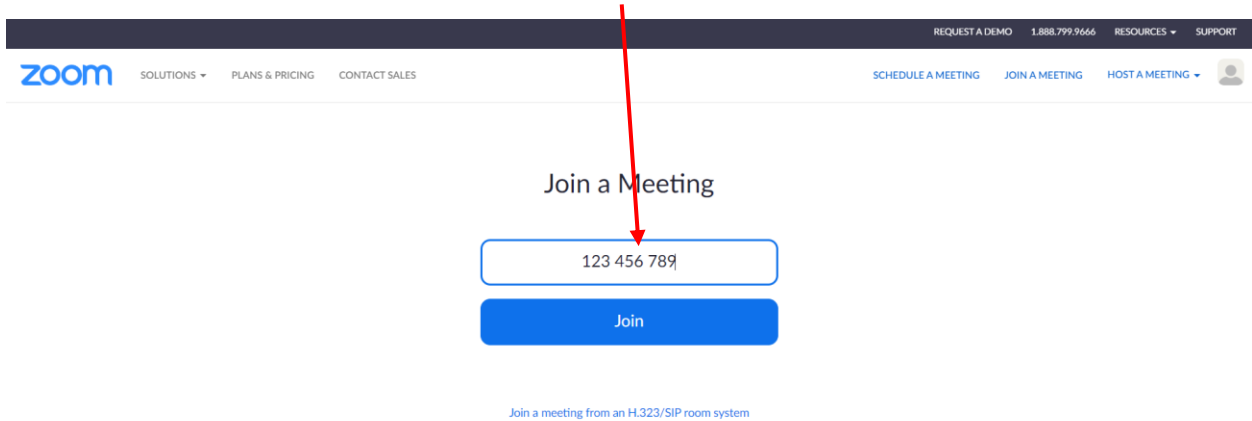 REQUEST A DEMO 1.888.799.9666 RESOURCES SUPPORT
zoom SOLUTIONS PLANS & PRICING CONTACT SALES SCHEDULE A MEETING JOIN A MEETING HOST A MEETING
Join a Meeting
123 456 789
Join
Join a meeting from an H.323/SIP room system